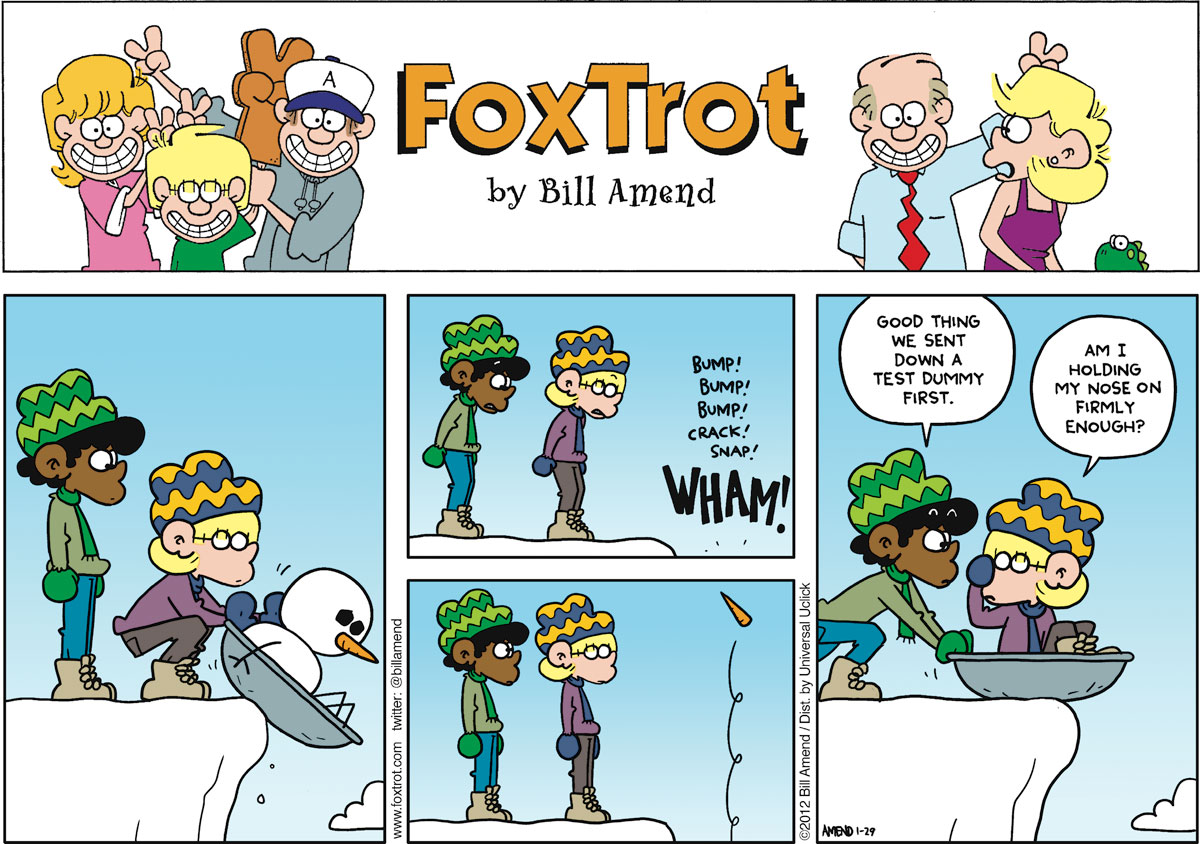 A
FoxTrot
by Bill Amend
BUMP!
BUMP!
BUMP!
CRACK!
SNAP!
WHAM!
www.foxtrot.com twitter: @billamend
©2012 Bill Amend / Dist. by Universal Uclick
GOOD THING
WE SENT
DOWN A
TEST DUMMY
FIRST.
AM I
HOLDING
MY NOSE ON
FIRMLY
ENOUGH?
AMEND 1-29